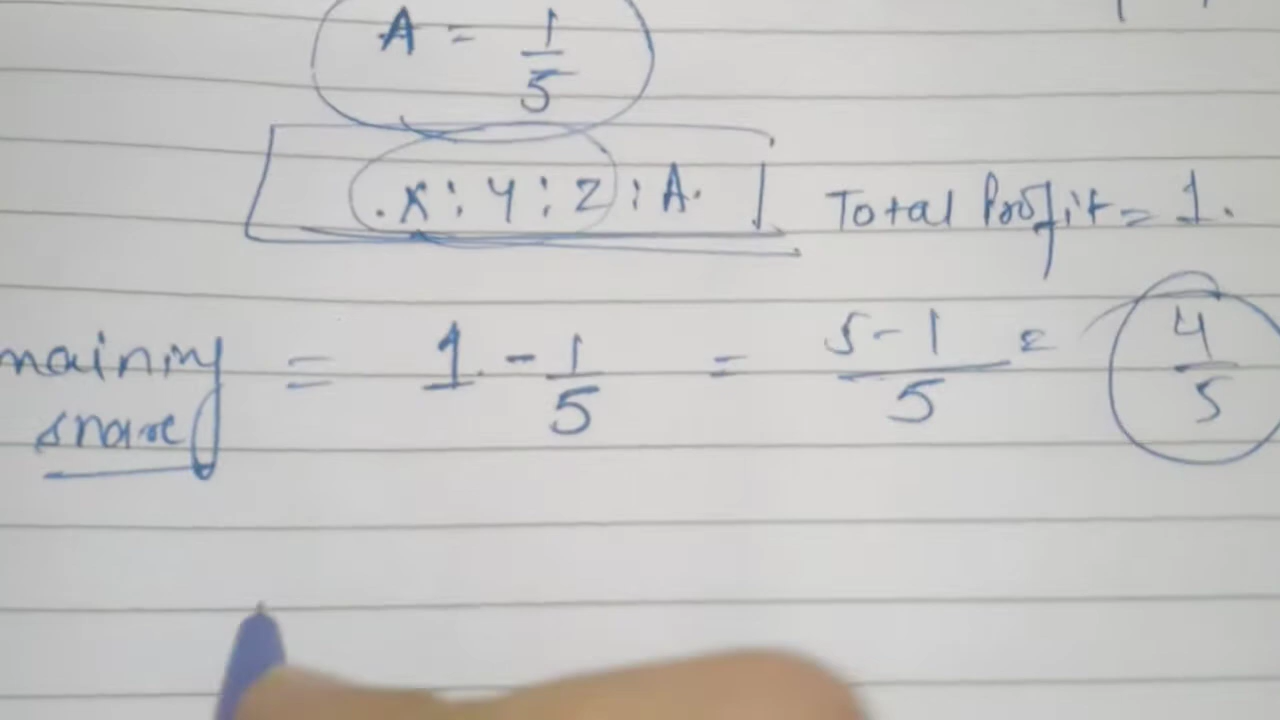 A = 1/5
x : y : z : A. Total Profit = 1.
maining = 1 - 1/5 = 5-1/5 = 4/5
share